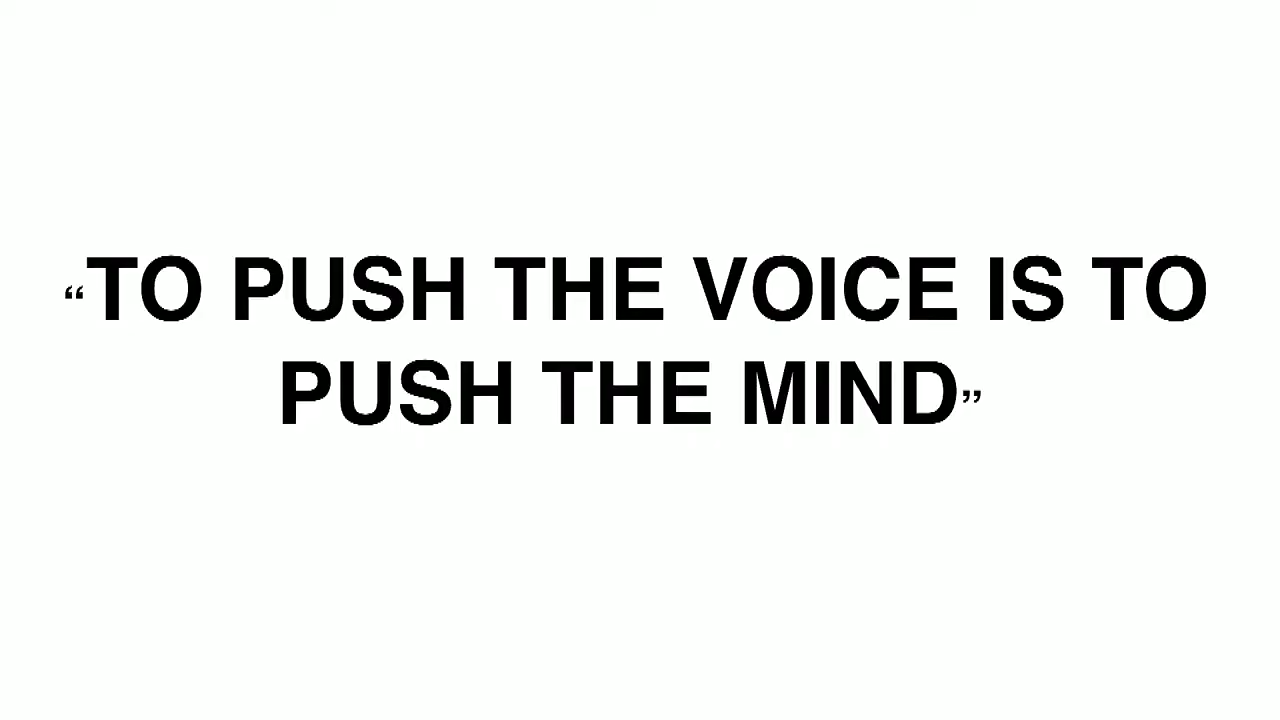 “TO PUSH THE VOICE IS TO
PUSH THE MIND”